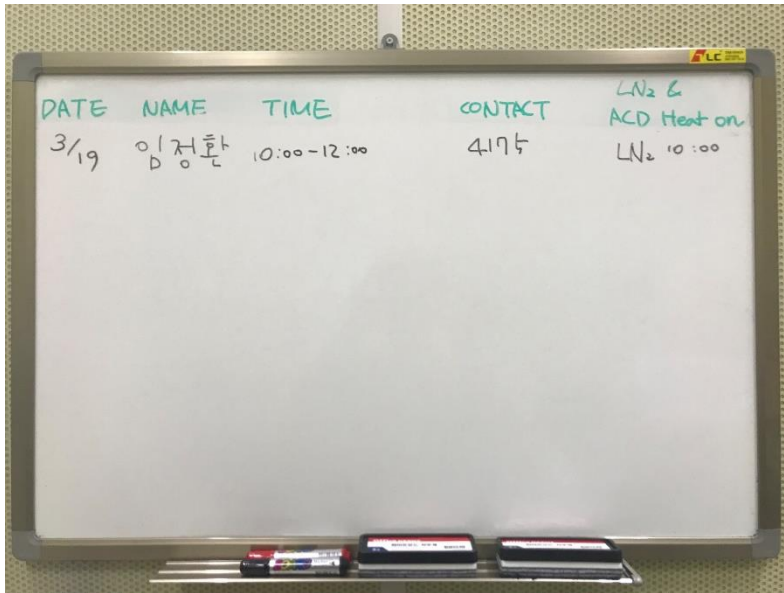 DATE NAME TIME CONTACT LN₂ & ACD Heat on
3/19 임정환 10:00-12:00 4175 LN₂ 10:00
LC